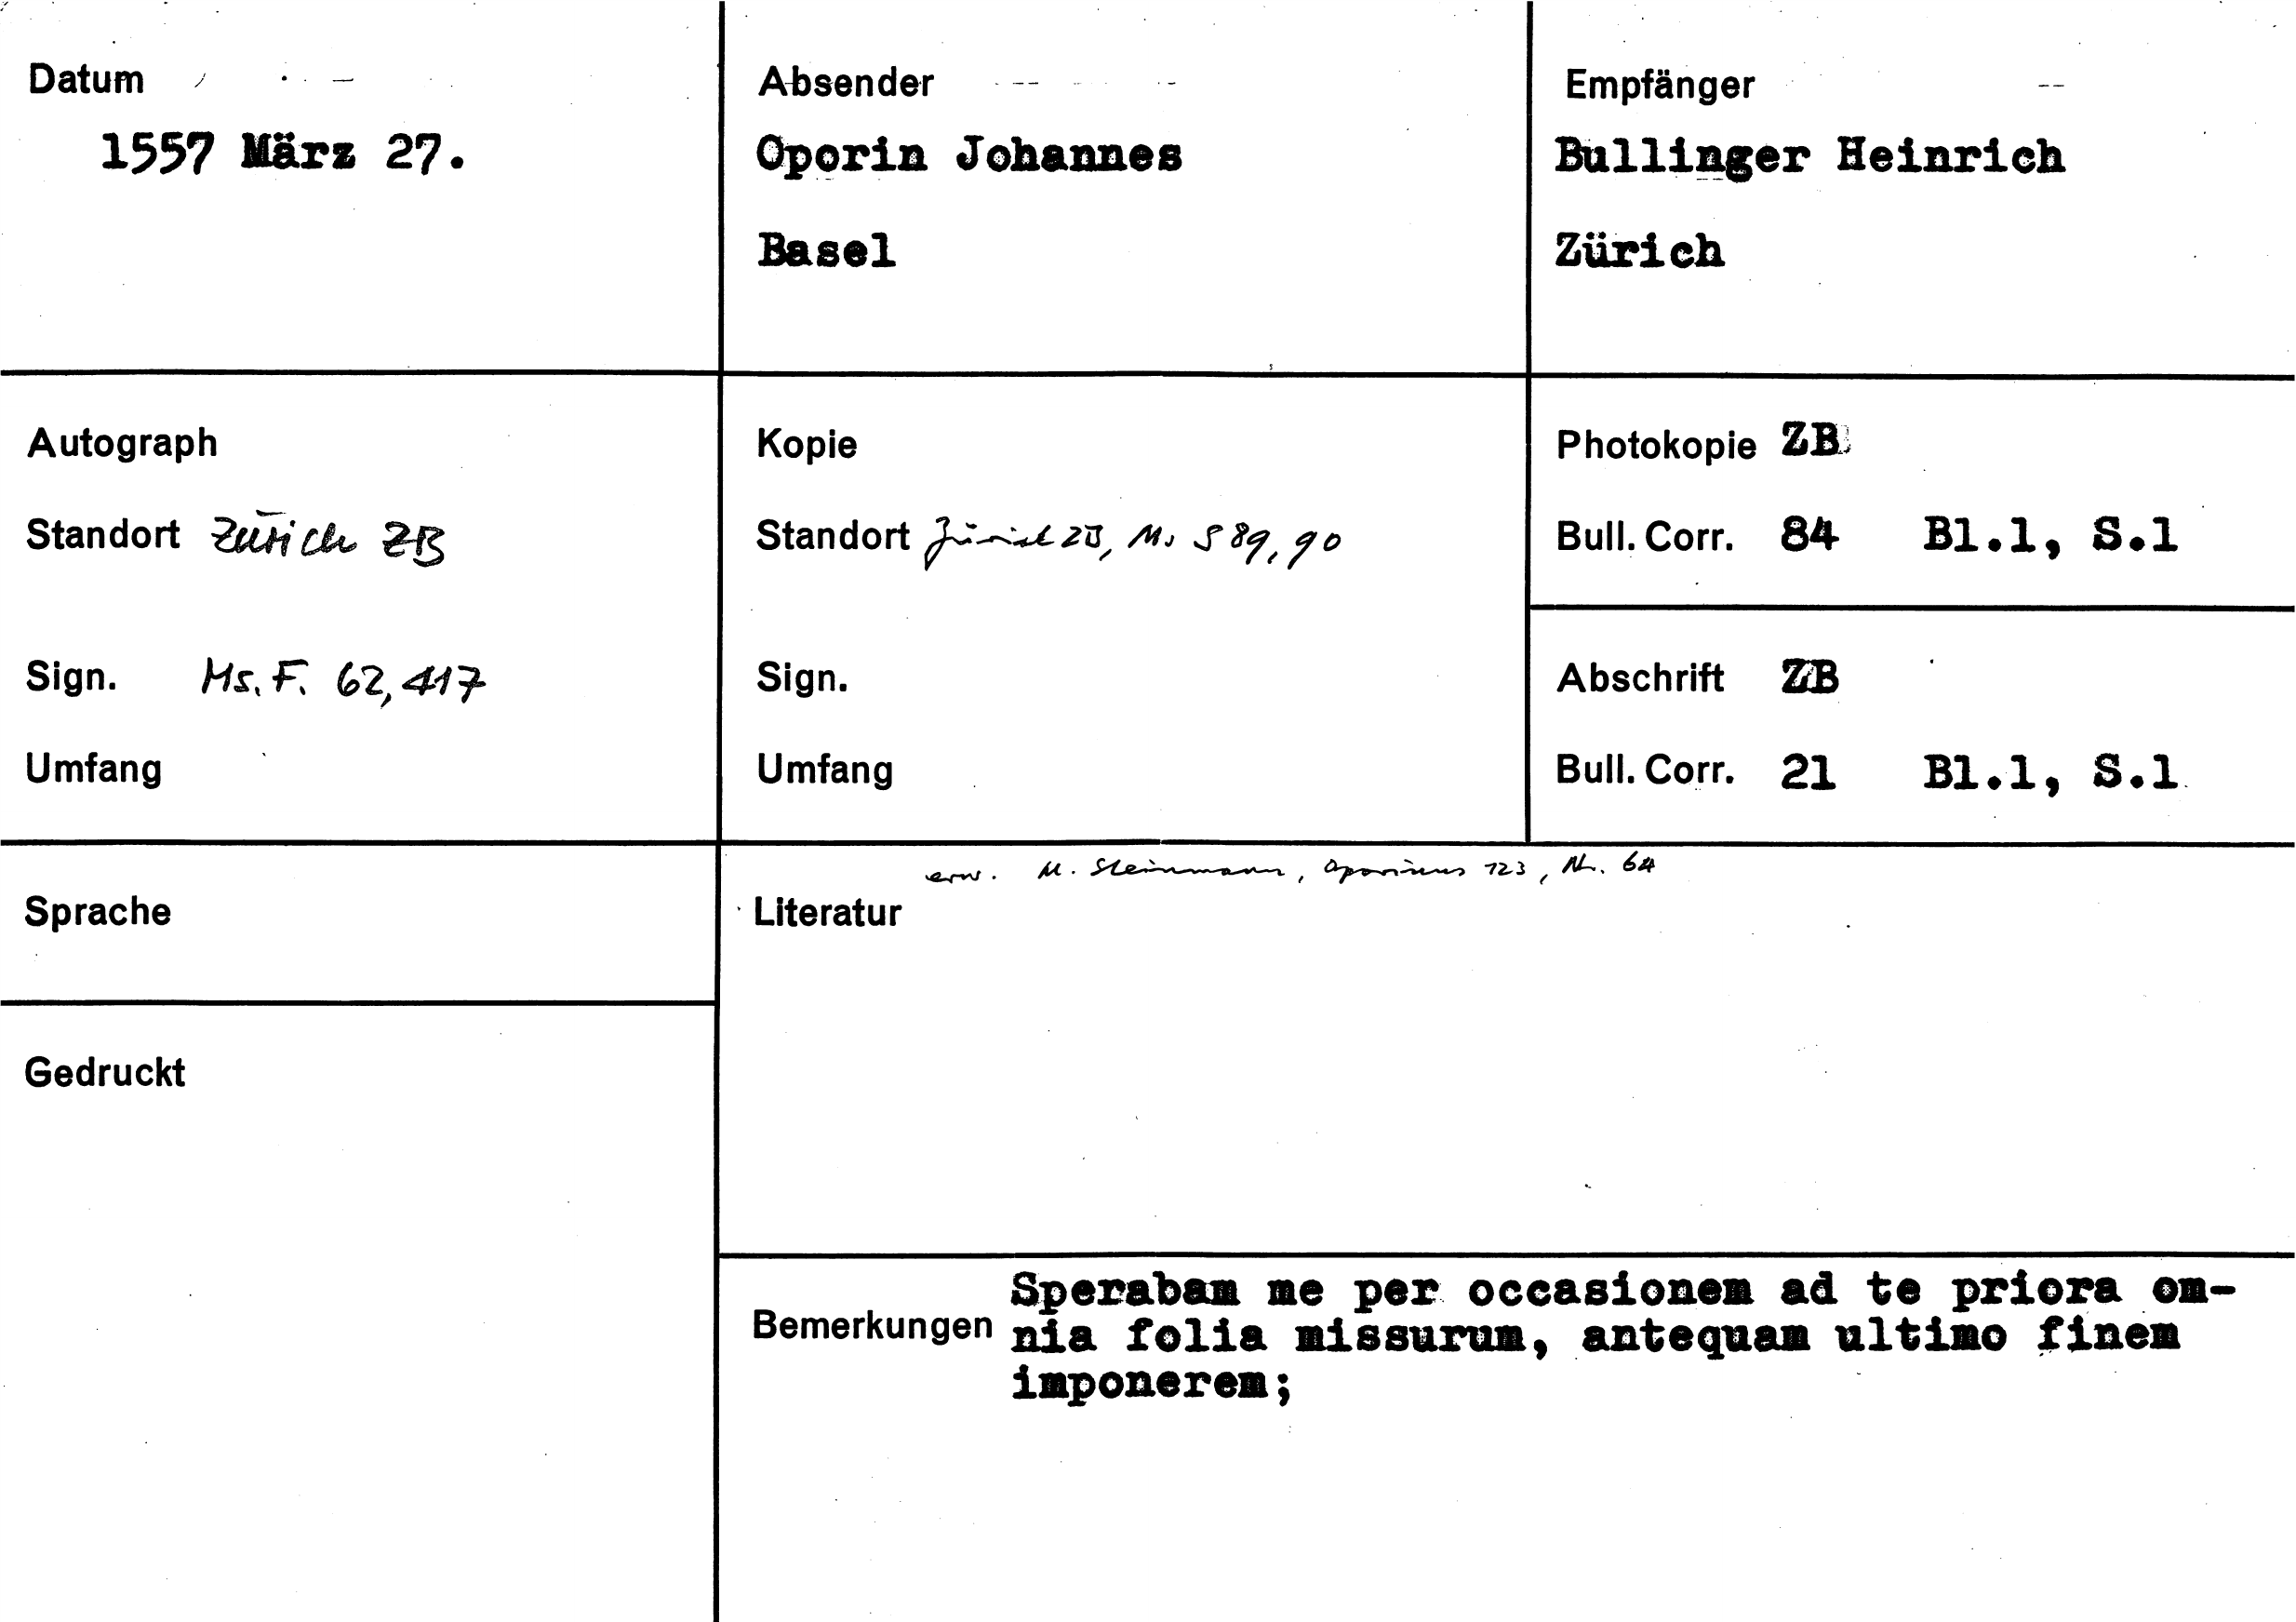 Datum
1557 März 27.
Absender
Oporin Johannes
Basel
Empfänger
Bullinger Heinrich
Zürich
Autograph
Standort Zürich ZB
Sign. Ms. F. 62, 417
Umfang
Kopie
Standort Zürich ZB, Ms S 89, 90
Sign.
Umfang
Photokopie ZB
Bull. Corr. 84 Bl.1, S.1
Abschrift ZB
Bull. Corr. 21 Bl.1, S.1
Sprache
Gedruckt
erw. M. Steinmann, Oporinus 123, Nr. 64
Literatur
Sperabam me per occasionem ad te priora om-
Bemerkungen nia folia missurum, antequam ultimo finem
imponerem;